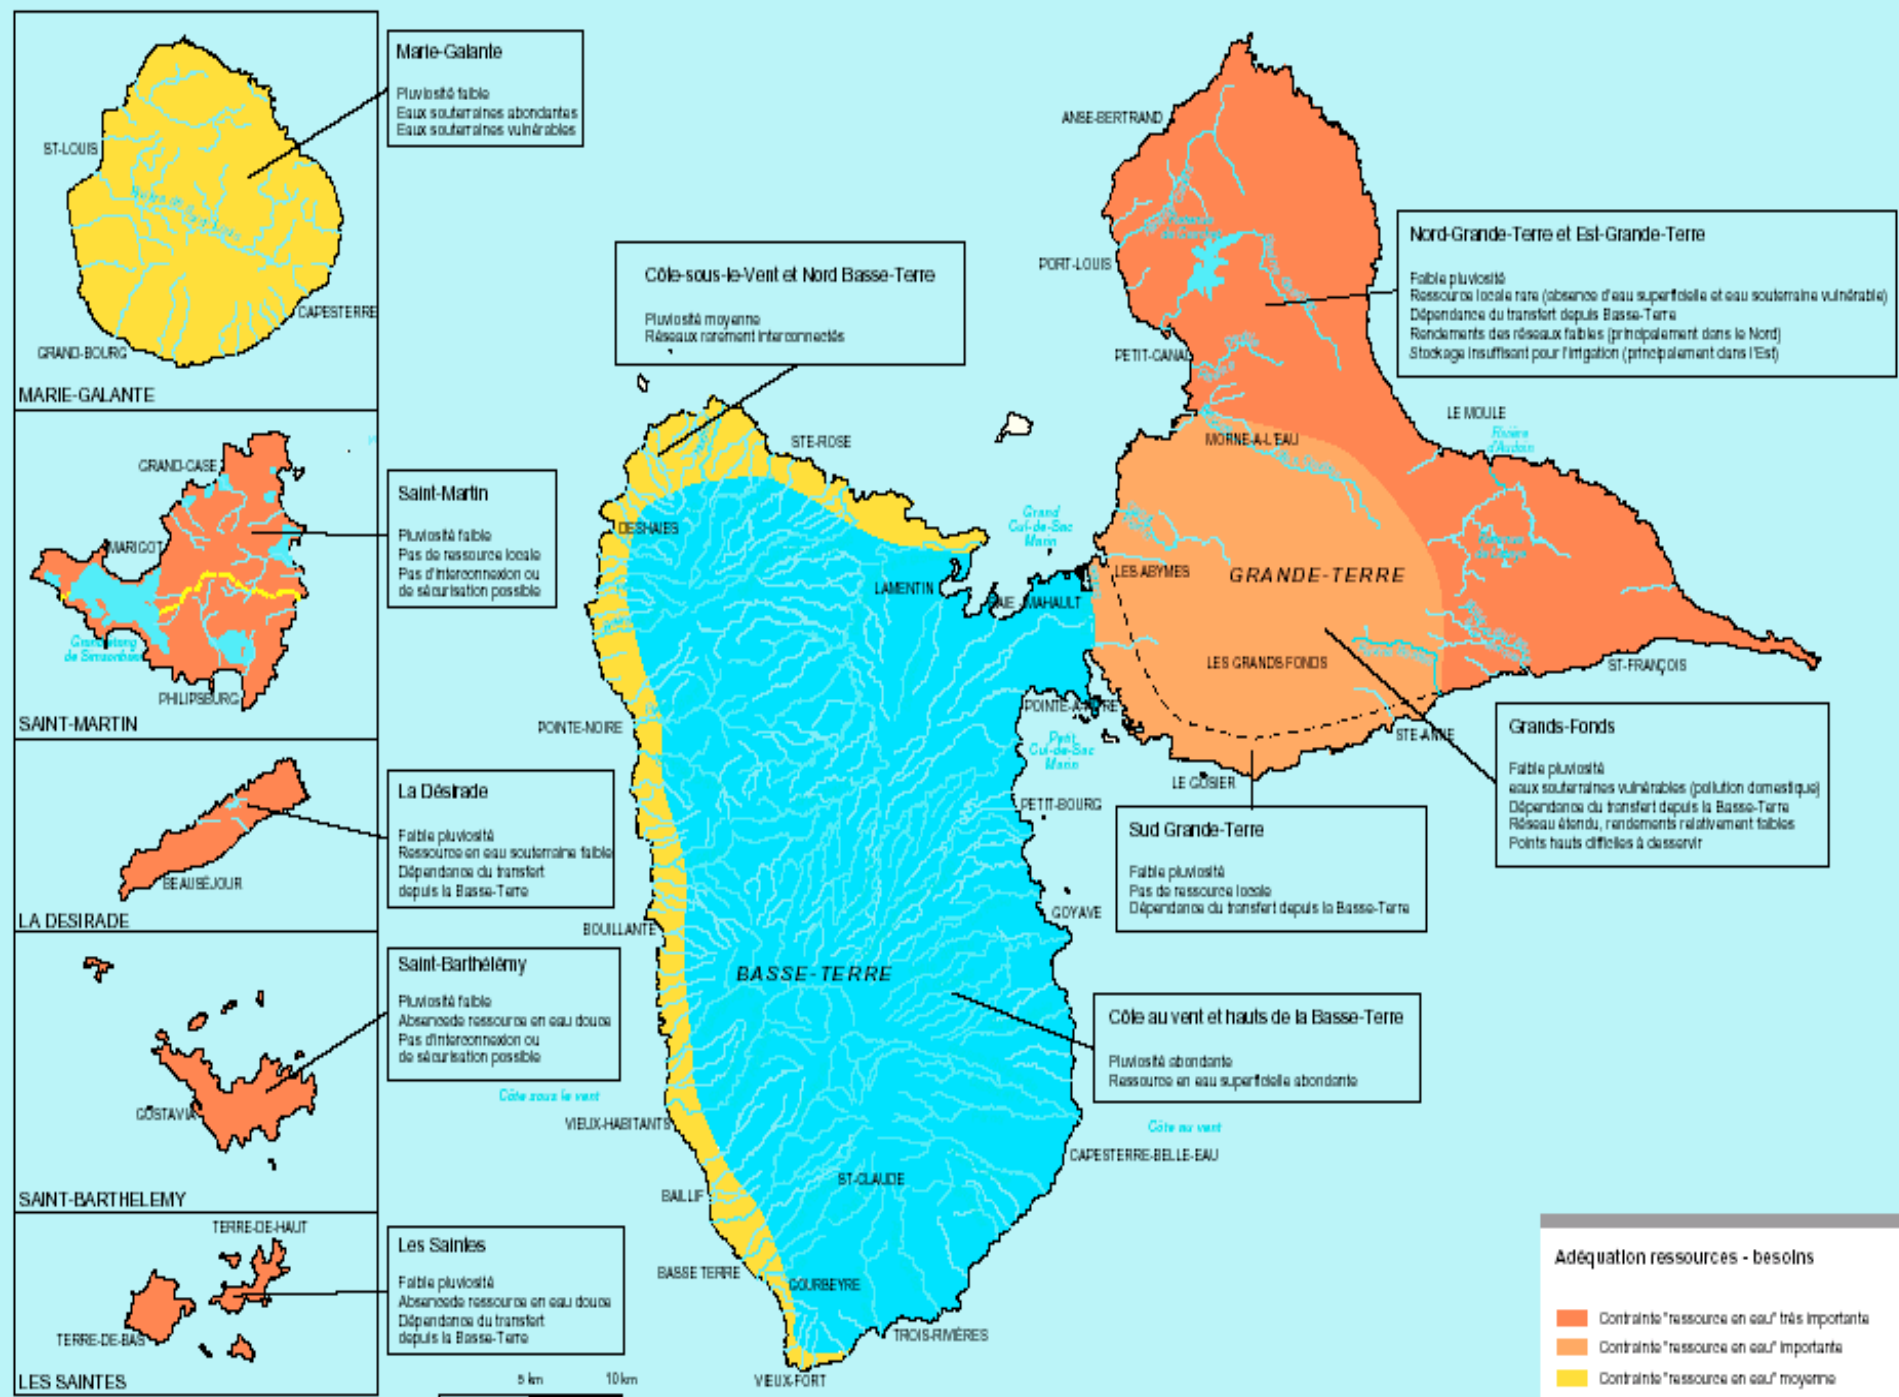 ST-LOUIS
CAPESTERRE
GRAND-BOURG
MARIE-GALANTE
Marie-Galante
Pluviosité faible
Eaux souterraines abondantes
Eaux souterraines vulnérables
GRAND-CASE
MARIGOT
Grand étang
de Simsonbaai
PHILIPSBURG
SAINT-MARTIN
Saint-Martin
Pluviosité faible
Pas de ressource locale
Pas d'interconnexion ou
de sécurisation possible
BEAUSÉJOUR
LA DESIRADE
La Désirade
Faible pluviosité
Ressource en eau souterraine faible
Dépendance du transfert
depuis la Basse-Terre
GUSTAVIA
SAINT-BARTHELEMY
Saint-Barthélémy
Pluviosité faible
Absencede ressource en eau douce
Pas d'interconnexion ou
de sécurisation possible
TERRE-DE-HAUT
TERRE-DE-BAS
LES SAINTES
Les Saintes
Faible pluviosité
Absencede ressource en eau douce
Dépendance du transfert
depuis la Basse-Terre
5 km
10 km
Côte-sous-le-Vent et Nord Basse-Terre
Pluviosité moyenne
Réseaux rarement interconnectés
STE-ROSE
DESHAIES
LAMENTIN
BAIE-MAHAULT
Grand
Cul-de-Sac
Marin
POINTE-NOIRE
POINTE-A-PITRE
Petit
Cul-de-Sac
Marin
PETIT-BOURG
GOYAVE
BOUILLANTE
BASSE-TERRE
Côte sous le vent
VIEUX-HABITANTS
ST-CLAUDE
BAILLIF
BASSE TERRE
GOURBEYRE
TROIS-RIVIÈRES
VIEUX-FORT
CAPESTERRE-BELLE-EAU
Côte au vent
Côte au vent et hauts de la Basse-Terre
Pluviosité abondante
Ressource en eau superficielle abondante
ANSE-BERTRAND
PORT-LOUIS
PETIT-CANAL
MORNE-A-L'EAU
LE MOULE
Rivière
d'Audoin
LES ABYMES
GRANDE-TERRE
LES GRANDS FONDS
ST-FRANÇOIS
STE-ANNE
LE GOSIER
Nord-Grande-Terre et Est-Grande-Terre
Faible pluviosité
Ressource locale rare (absence d'eau superficielle et eau souterraine vulnérable)
Dépendance du transfert depuis Basse-Terre
Rendements des réseaux faibles (principalement dans le Nord)
Stockage insuffisant pour l'irrigation (principalement dans l'Est)
Grands-Fonds
Faible pluviosité
eaux souterraines vulnérables (pollution domestique)
Dépendance du transfert depuis la Basse-Terre
Réseau étendu, rendements relativement faibles
Points hauts difficiles à desservir
Sud Grande-Terre
Faible pluviosité
Pas de ressource locale
Dépendance du transfert depuis la Basse-Terre
Adéquation ressources - besoins
Contrainte "ressource en eau" très importante
Contrainte "ressource en eau" importante
Contrainte "ressource en eau" moyenne